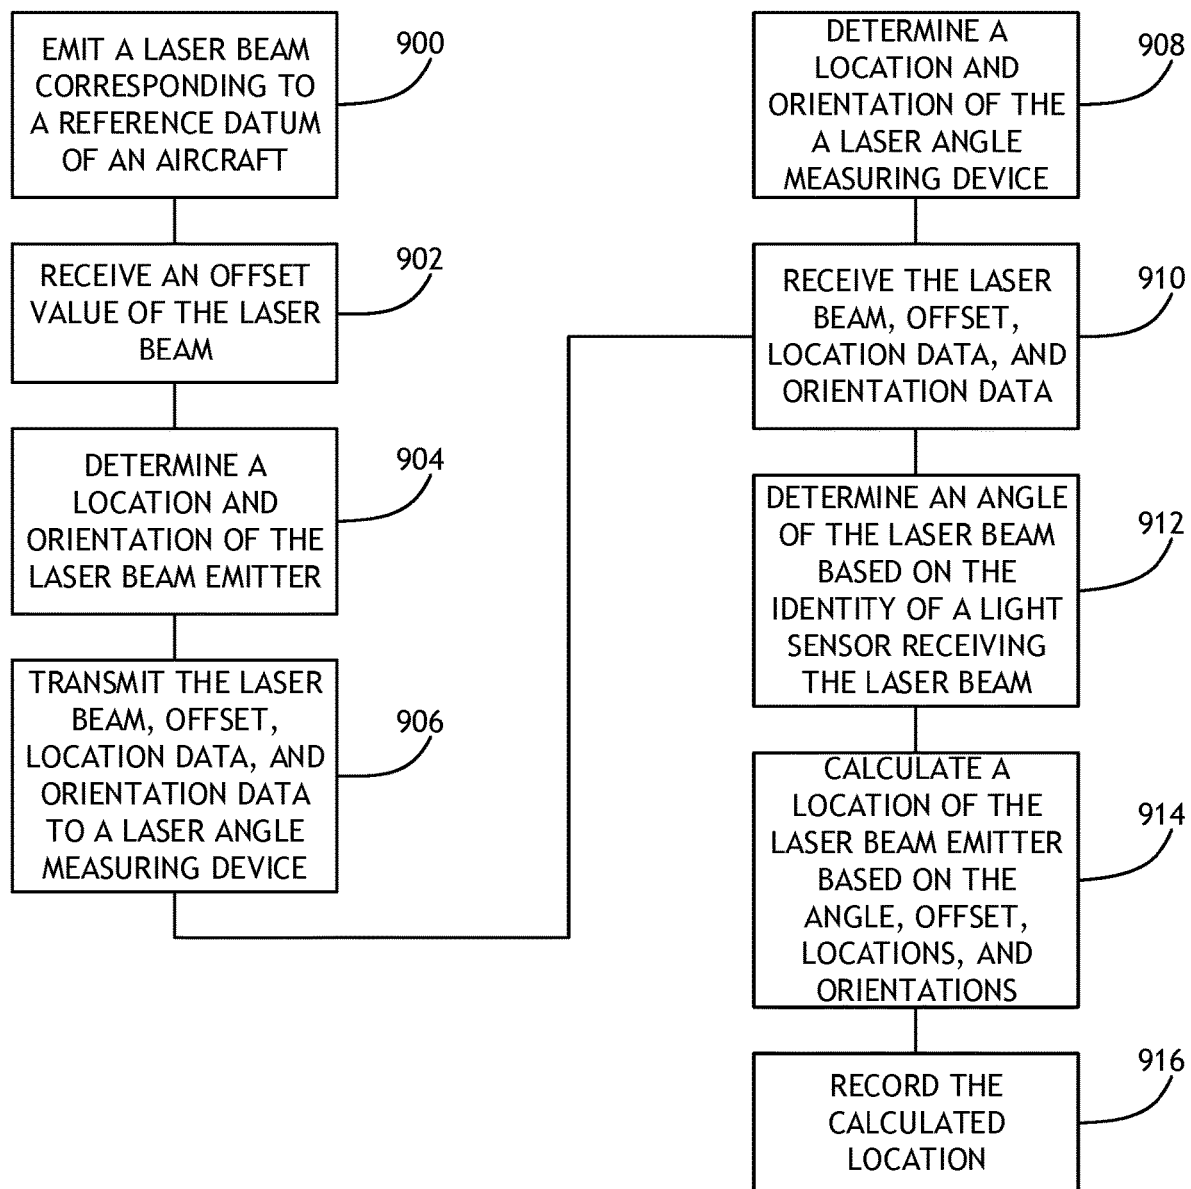 EMIT A LASER BEAM
CORRESPONDING TO
A REFERENCE DATUM
OF AN AIRCRAFT
900
RECEIVE AN OFFSET
VALUE OF THE LASER
BEAM
902
DETERMINE A
LOCATION AND
ORIENTATION OF THE
LASER BEAM EMITTER
904
TRANSMIT THE LASER
BEAM, OFFSET,
LOCATION DATA, AND
ORIENTATION DATA
TO A LASER ANGLE
MEASURING DEVICE
906
DETERMINE A
LOCATION AND
ORIENTATION OF THE
A LASER ANGLE
MEASURING DEVICE
908
RECEIVE THE LASER
BEAM, OFFSET,
LOCATION DATA, AND
ORIENTATION DATA
910
DETERMINE AN ANGLE
OF THE LASER BEAM
BASED ON THE
IDENTITY OF A LIGHT
SENSOR RECEIVING
THE LASER BEAM
912
CALCULATE A
LOCATION OF THE
LASER BEAM EMITTER
BASED ON THE
ANGLE, OFFSET,
LOCATIONS, AND
ORIENTATIONS
914
RECORD THE
CALCULATED
LOCATION
916